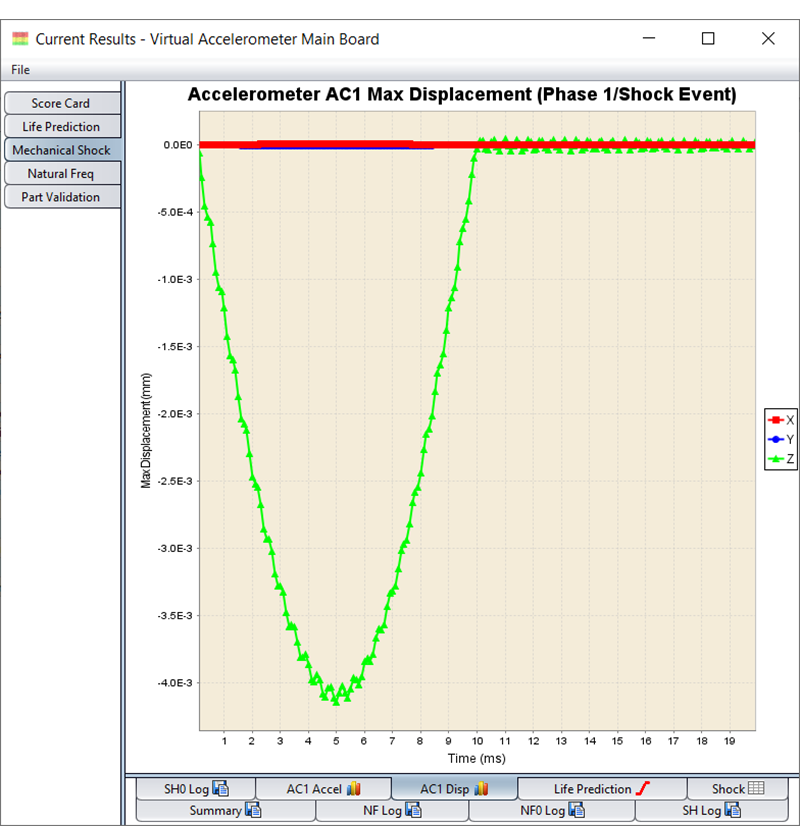 Current Results - Virtual Accelerometer Main Board
File
Score Card
Life Prediction
Mechanical Shock
Natural Freq
Part Validation
Accelerometer AC1 Max Displacement (Phase 1/Shock Event)
0.0E0
-5.0E-4
-1.0E-3
-1.5E-3
-2.0E-3
-2.5E-3
-3.0E-3
-3.5E-3
-4.0E-3
MaxDisplacement(mm)
1 2 3 4 5 6 7 8 9 10 11 12 13 14 15 16 17 18 19
Time (ms)
X
Y
Z
SH0 Log AC1 Accel AC1 Disp Life Prediction Shock
Summary NF Log NF0 Log SH Log